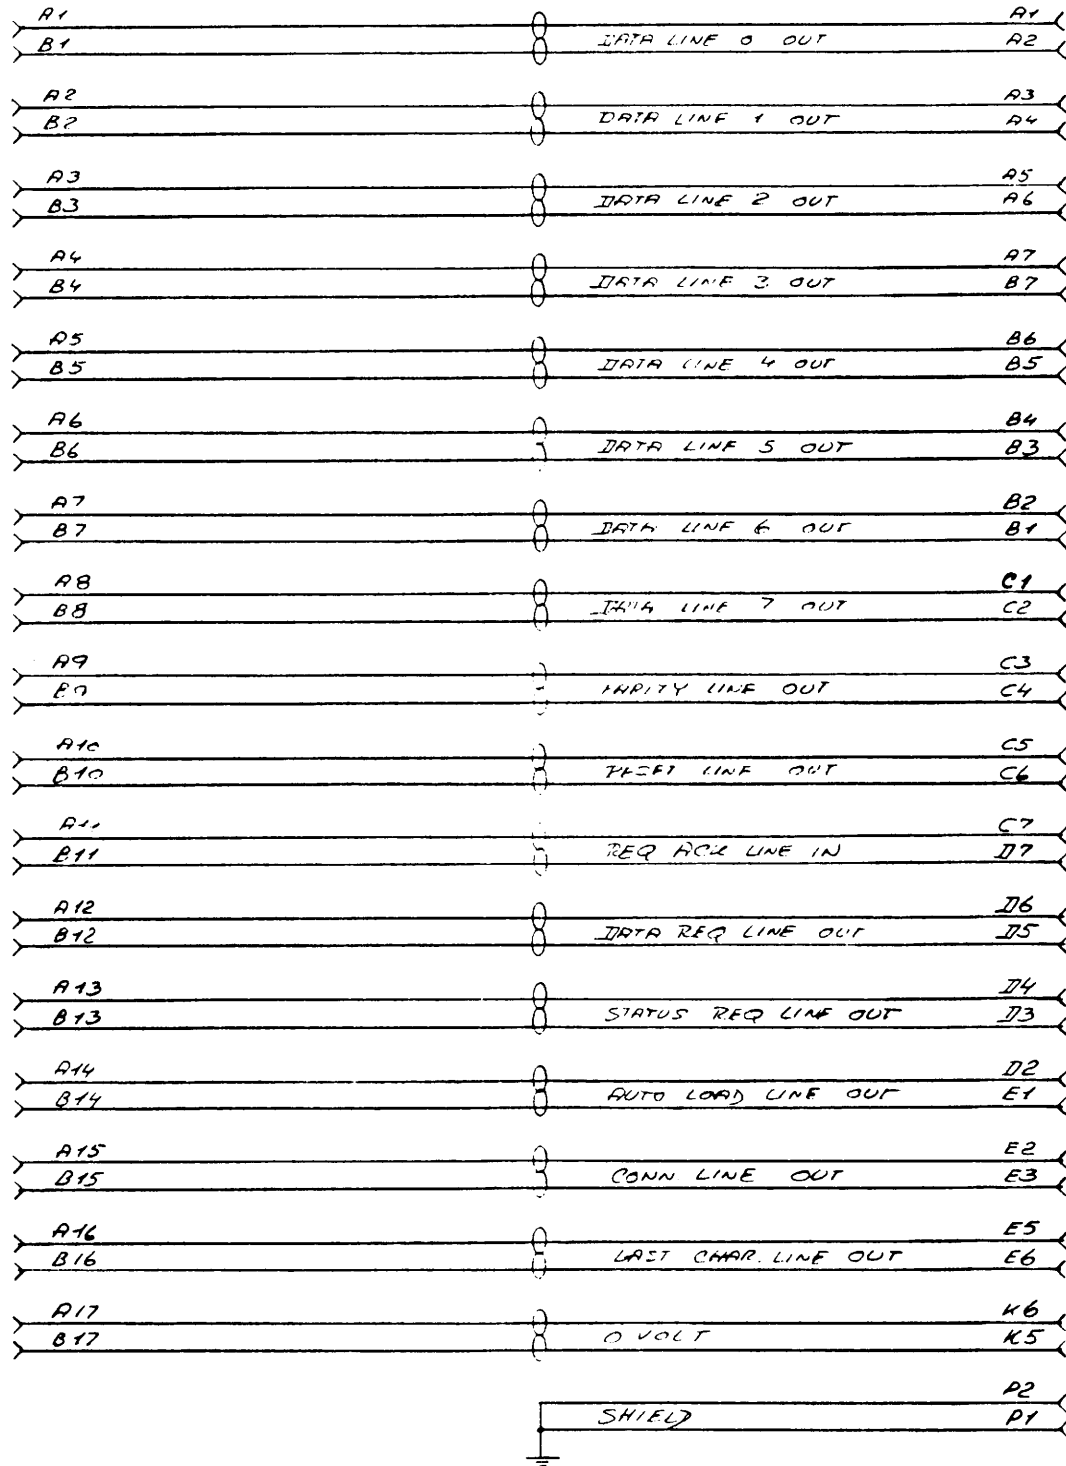 A1 A1
B1 DATA LINE 0 OUT A2
A2 A3
B2 DATA LINE 1 OUT A4
A3 A5
B3 DATA LINE 2 OUT A6
A4 A7
B4 DATA LINE 3 OUT B7
A5 B6
B5 DATA LINE 4 OUT B5
A6 B4
B6 DATA LINE 5 OUT B3
A7 B2
B7 DATA LINE 6 OUT B1
A8 C1
B8 DATA LINE 7 OUT C2
A9 C3
B9 PARITY LINE OUT C4
A10 C5
B10 RESET LINE OUT C6
A11 C7
B11 REQ ACK LINE IN D7
A12 D6
B12 DATA REQ LINE OUT D5
A13 D4
B13 STATUS REQ LINE OUT D3
A14 D2
B14 AUTO LOAD LINE OUT E1
A15 E2
B15 CONN LINE OUT E3
A16 E5
B16 LAST CHAR. LINE OUT E6
A17 K6
B17 0 VOLT K5
P2
SHIELD P1